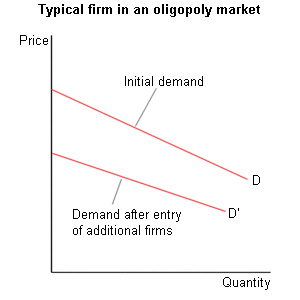 Typical firm in an oligopoly market
Price
Initial demand
D
D'
Demand after entry
of additional firms
Quantity